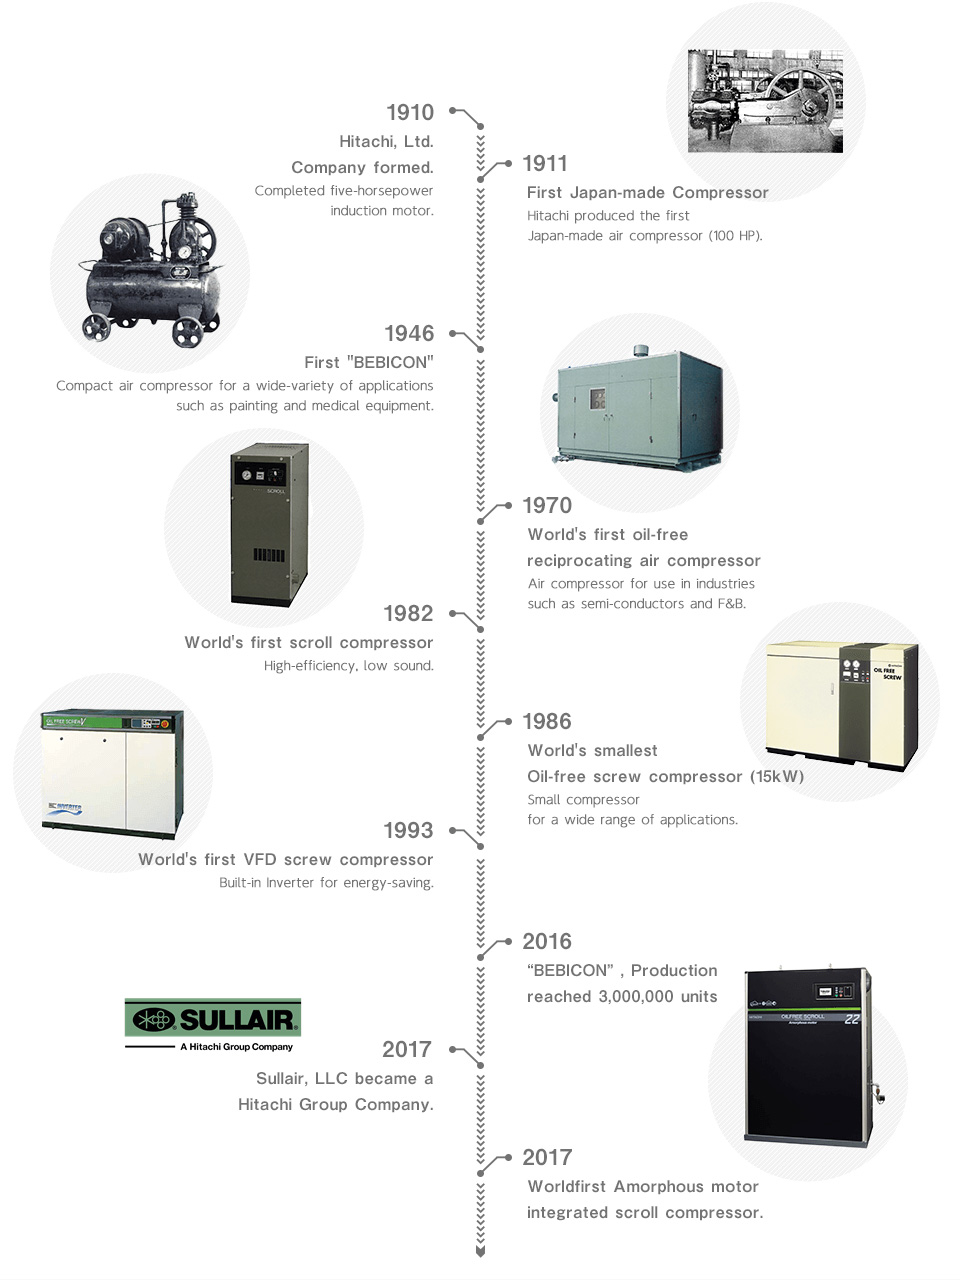 1910
Hitachi, Ltd.
Company formed.
Completed five-horsepower
induction motor.
1911
First Japan-made Compressor
Hitachi produced the first
Japan-made air compressor (100 HP).
1946
First "BEBICON"
Compact air compressor for a wide-variety of applications
such as painting and medical equipment.
1970
World's first oil-free
reciprocating air compressor
Air compressor for use in industries
such as semi-conductors and F&B.
SCROLL
1982
World's first scroll compressor
High-efficiency, low sound.
OIL FREE
SCREW
1986
World's smallest
Oil-free screw compressor (15kW)
Small compressor
for a wide range of applications.
OIL FREE SCREW V
INVERTER
1993
World's first VFD screw compressor
Built-in Inverter for energy-saving.
2016
“BEBICON” , Production
reached 3,000,000 units
SULLAIR
A Hitachi Group Company
2017
Sullair, LLC became a
Hitachi Group Company.
OILFREE SCROLL
Amorphous motor
22
2017
Worldfirst Amorphous motor
integrated scroll compressor.